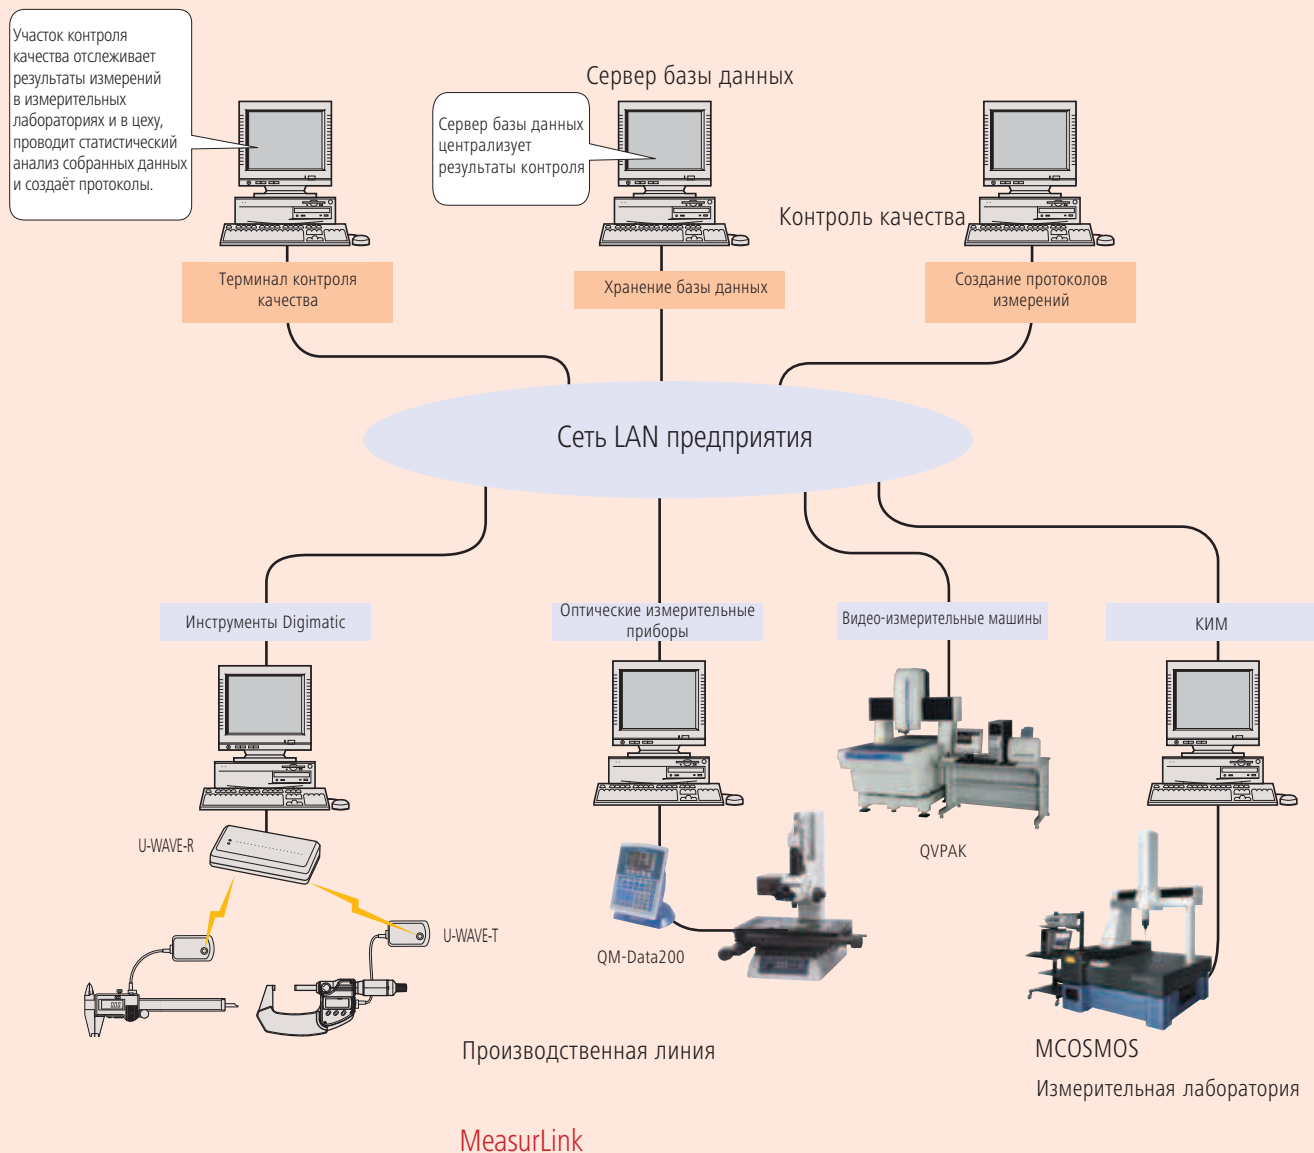 Участок контроля
качества отслеживает
результаты измерений
в измерительных
лабораториях и в цеху,
проводит статистический
анализ собранных данных
и создаёт протоколы.
Сервер базы данных
Сервер базы данных
централизует
результаты контроля
Контроль качества
Терминал контроля
качества
Хранение базы данных
Создание протоколов
измерений
Сеть LAN предприятия
Инструменты Digimatic
Оптические измерительные
приборы
Видео-измерительные машины
КИМ
U-WAVE-R
U-WAVE-T
QM-Data200
QVPAK
Производственная линия
MCOSMOS
Измерительная лаборатория
MeasurLink